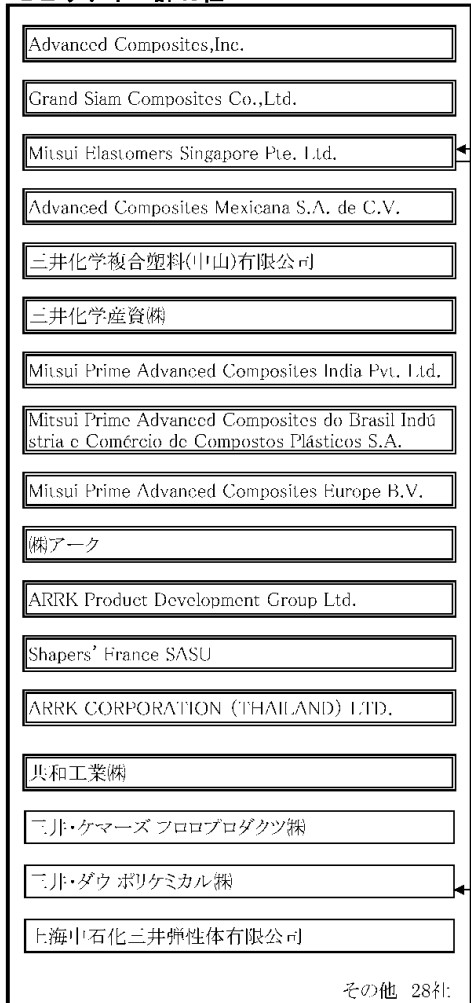 Advanced Composites,Inc.
Grand Siam Composites Co.,Ltd.
Mitsui Elastomers Singapore Pte. Ltd.
Advanced Composites Mexicana S.A. de C.V.
三井化学複合塑料(中山)有限公司
三井化学産資㈱
Mitsui Prime Advanced Composites India Pvt. Ltd.
Mitsui Prime Advanced Composites do Brasil Indú
stria e Comércio de Compostos Plásticos S.A.
Mitsui Prime Advanced Composites Europe B.V.
㈱アーク
ARRK Product Development Group Ltd.
Shapers' France SASU
ARRK CORPORATION (THAILAND) LTD.
共和工業㈱
三井・ケマーズ フロロプロダクツ㈱
三井・ダウ ポリケミカル㈱
上海中石化三井弾性体有限公司
その他 28社